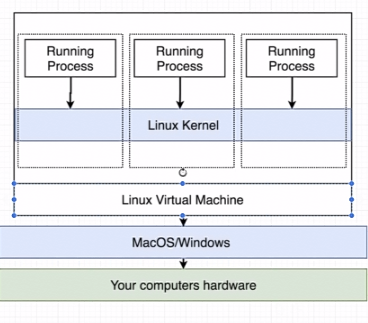 Running
Process
Running
Process
Running
Process
Linux Kernel
Linux Virtual Machine
MacOS/Windows
Your computers hardware